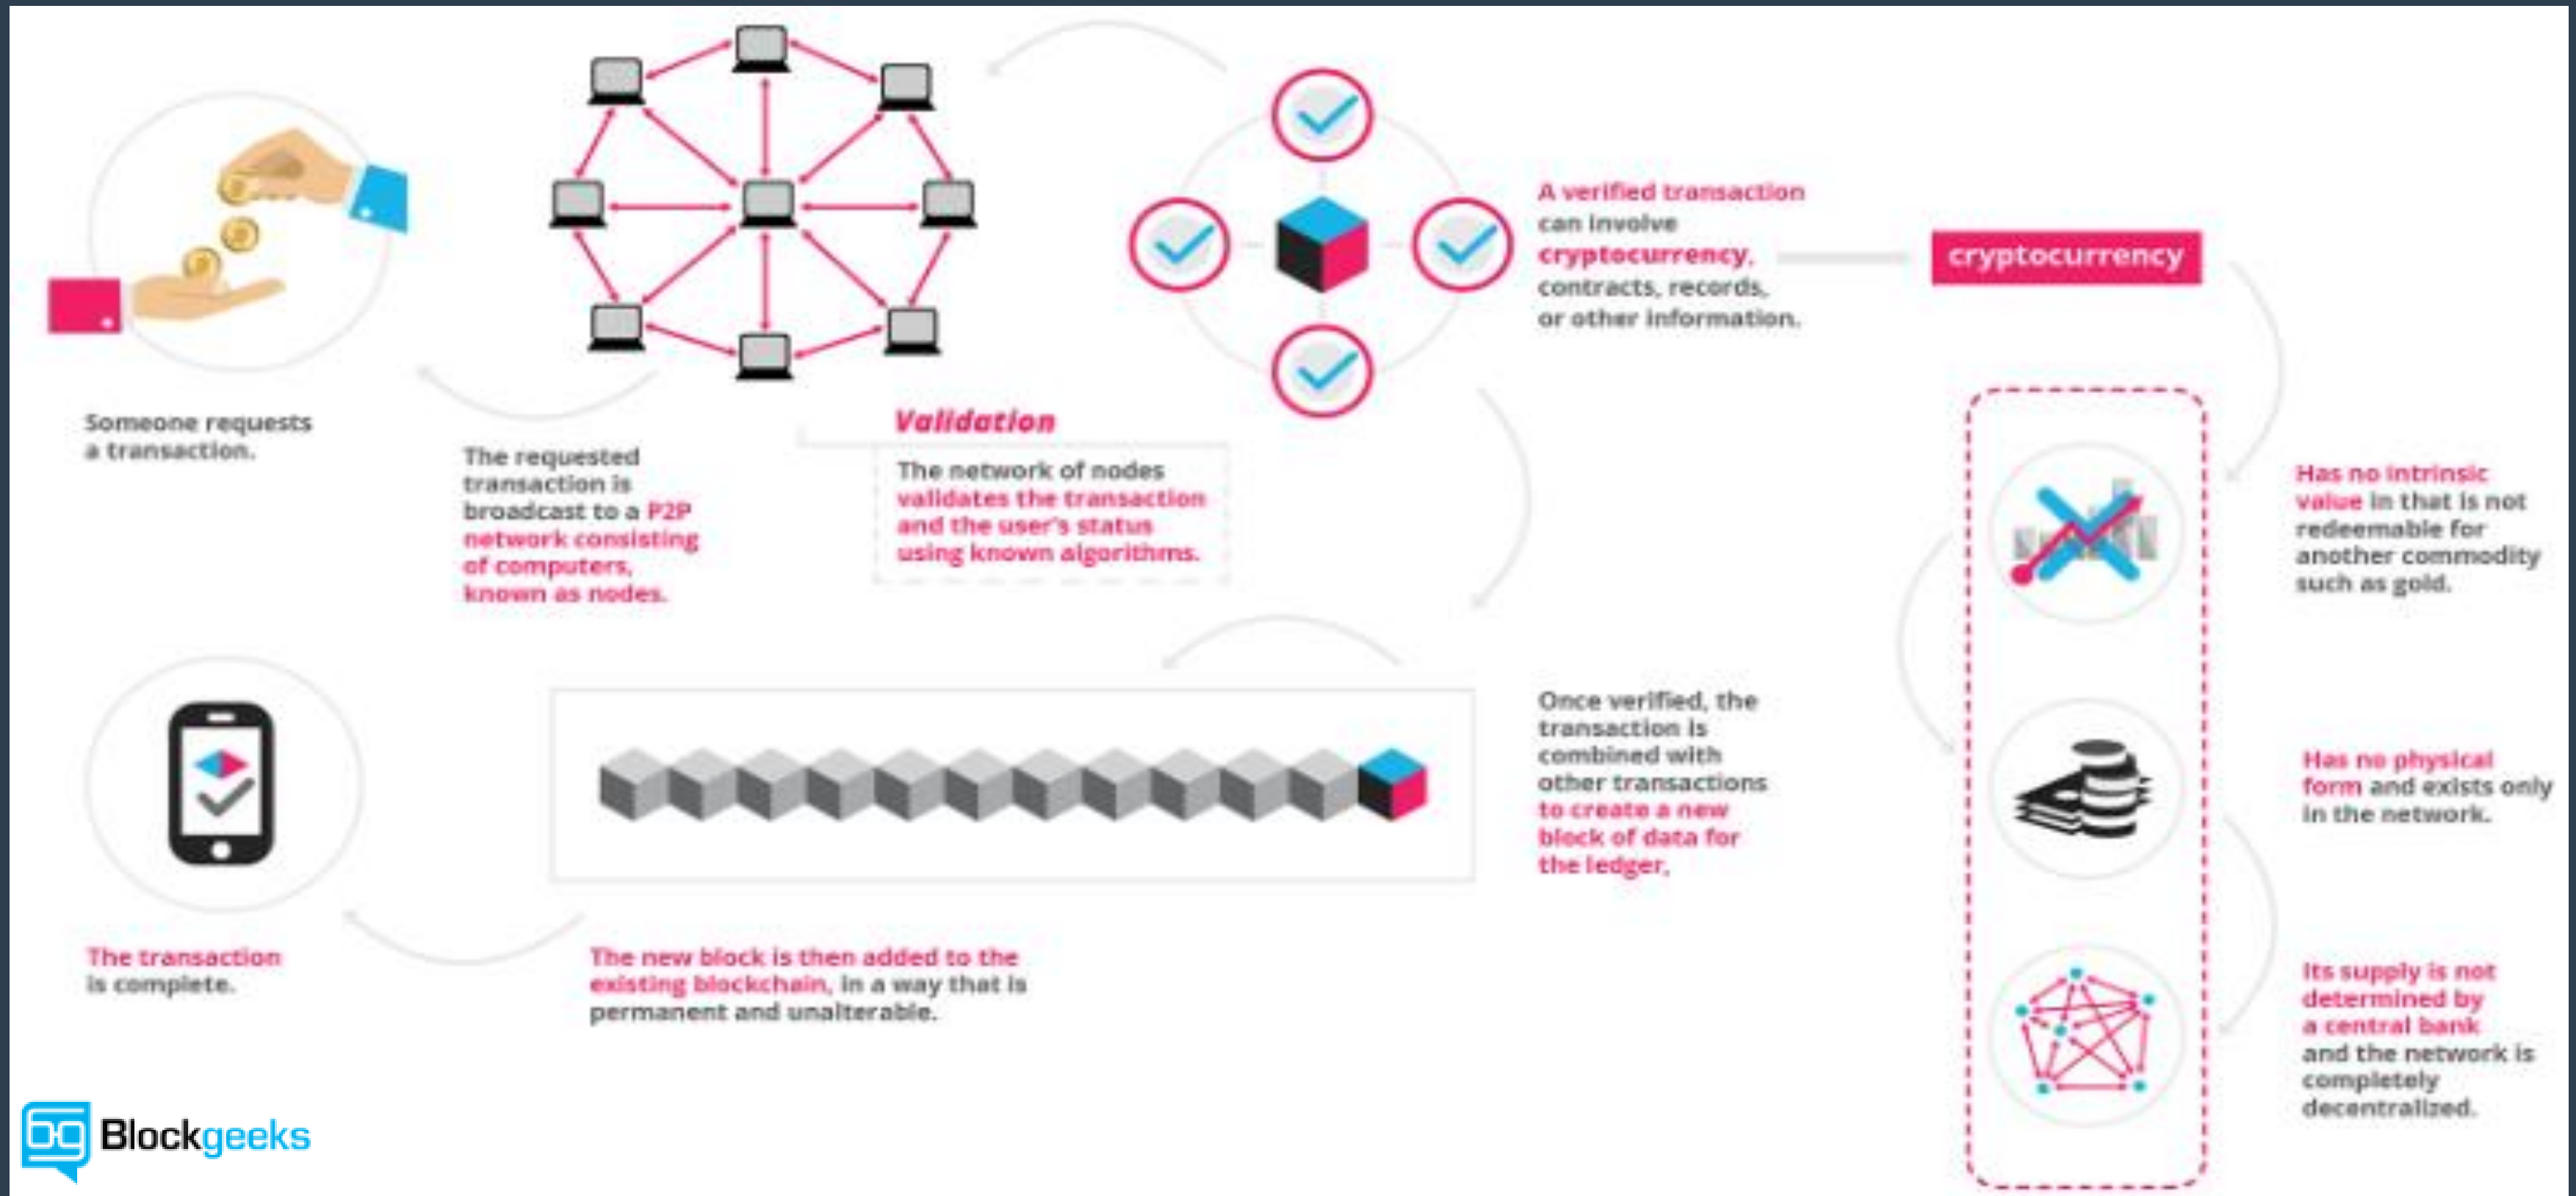 Someone requests
a transaction.
The requested
transaction is
broadcast to a P2P
network consisting
of computers,
known as nodes.
Validation
The network of nodes
validates the transaction
and the user's status
using known algorithms.
A verified transaction
can involve
cryptocurrency,
contracts, records,
or other information.
cryptocurrency
Has no intrinsic
value in that is not
redeemable for
another commodity
such as gold.
Has no physical
form and exists only
in the network.
Its supply is not
determined by
a central bank
and the network is
completely
decentralized.
Once verified, the
transaction is
combined with
other transactions
to create a new
block of data for
the ledger,
The new block is then added to the
existing blockchain, in a way that is
permanent and unalterable.
The transaction
is complete.
Blockgeeks